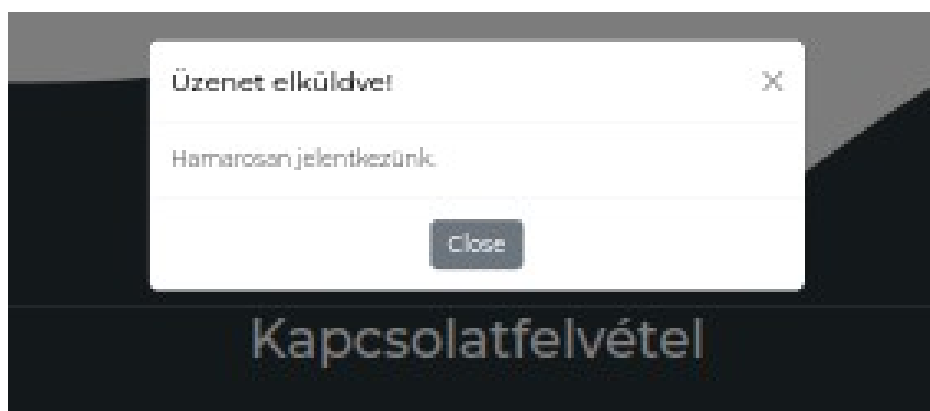 Üzenet elküldve!
Hamarosan jelentkezünk.
Close
Kapcsolatfelvétel